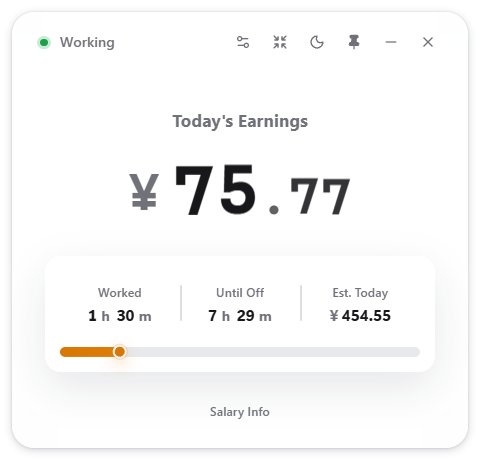 Working
Today's Earnings
¥ 75.77
Worked Until Off Est. Today
1 h 30 m 7 h 29 m ¥ 454.55
Salary Info